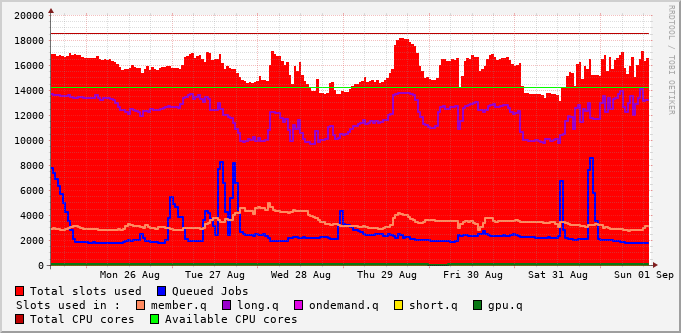 20000
18000
16000
14000
12000
10000
8000
6000
4000
2000
0
Mon 26 Aug Tue 27 Aug Wed 28 Aug Thu 29 Aug Fri 30 Aug Sat 31 Aug Sun 01 Sep
RRDTOOL / TOBI OETIKER
Total slots used Queued Jobs
Slots used in : member.q long.q ondemand.q short.q gpu.q
Total CPU cores Available CPU cores